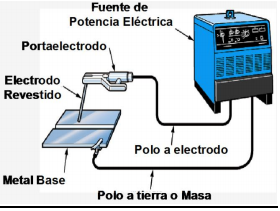 Fuente de
Potencia Eléctrica
Portaelectrodo
Electrodo
Revestido
Polo a electrodo
Metal Base
Polo a tierra o Masa